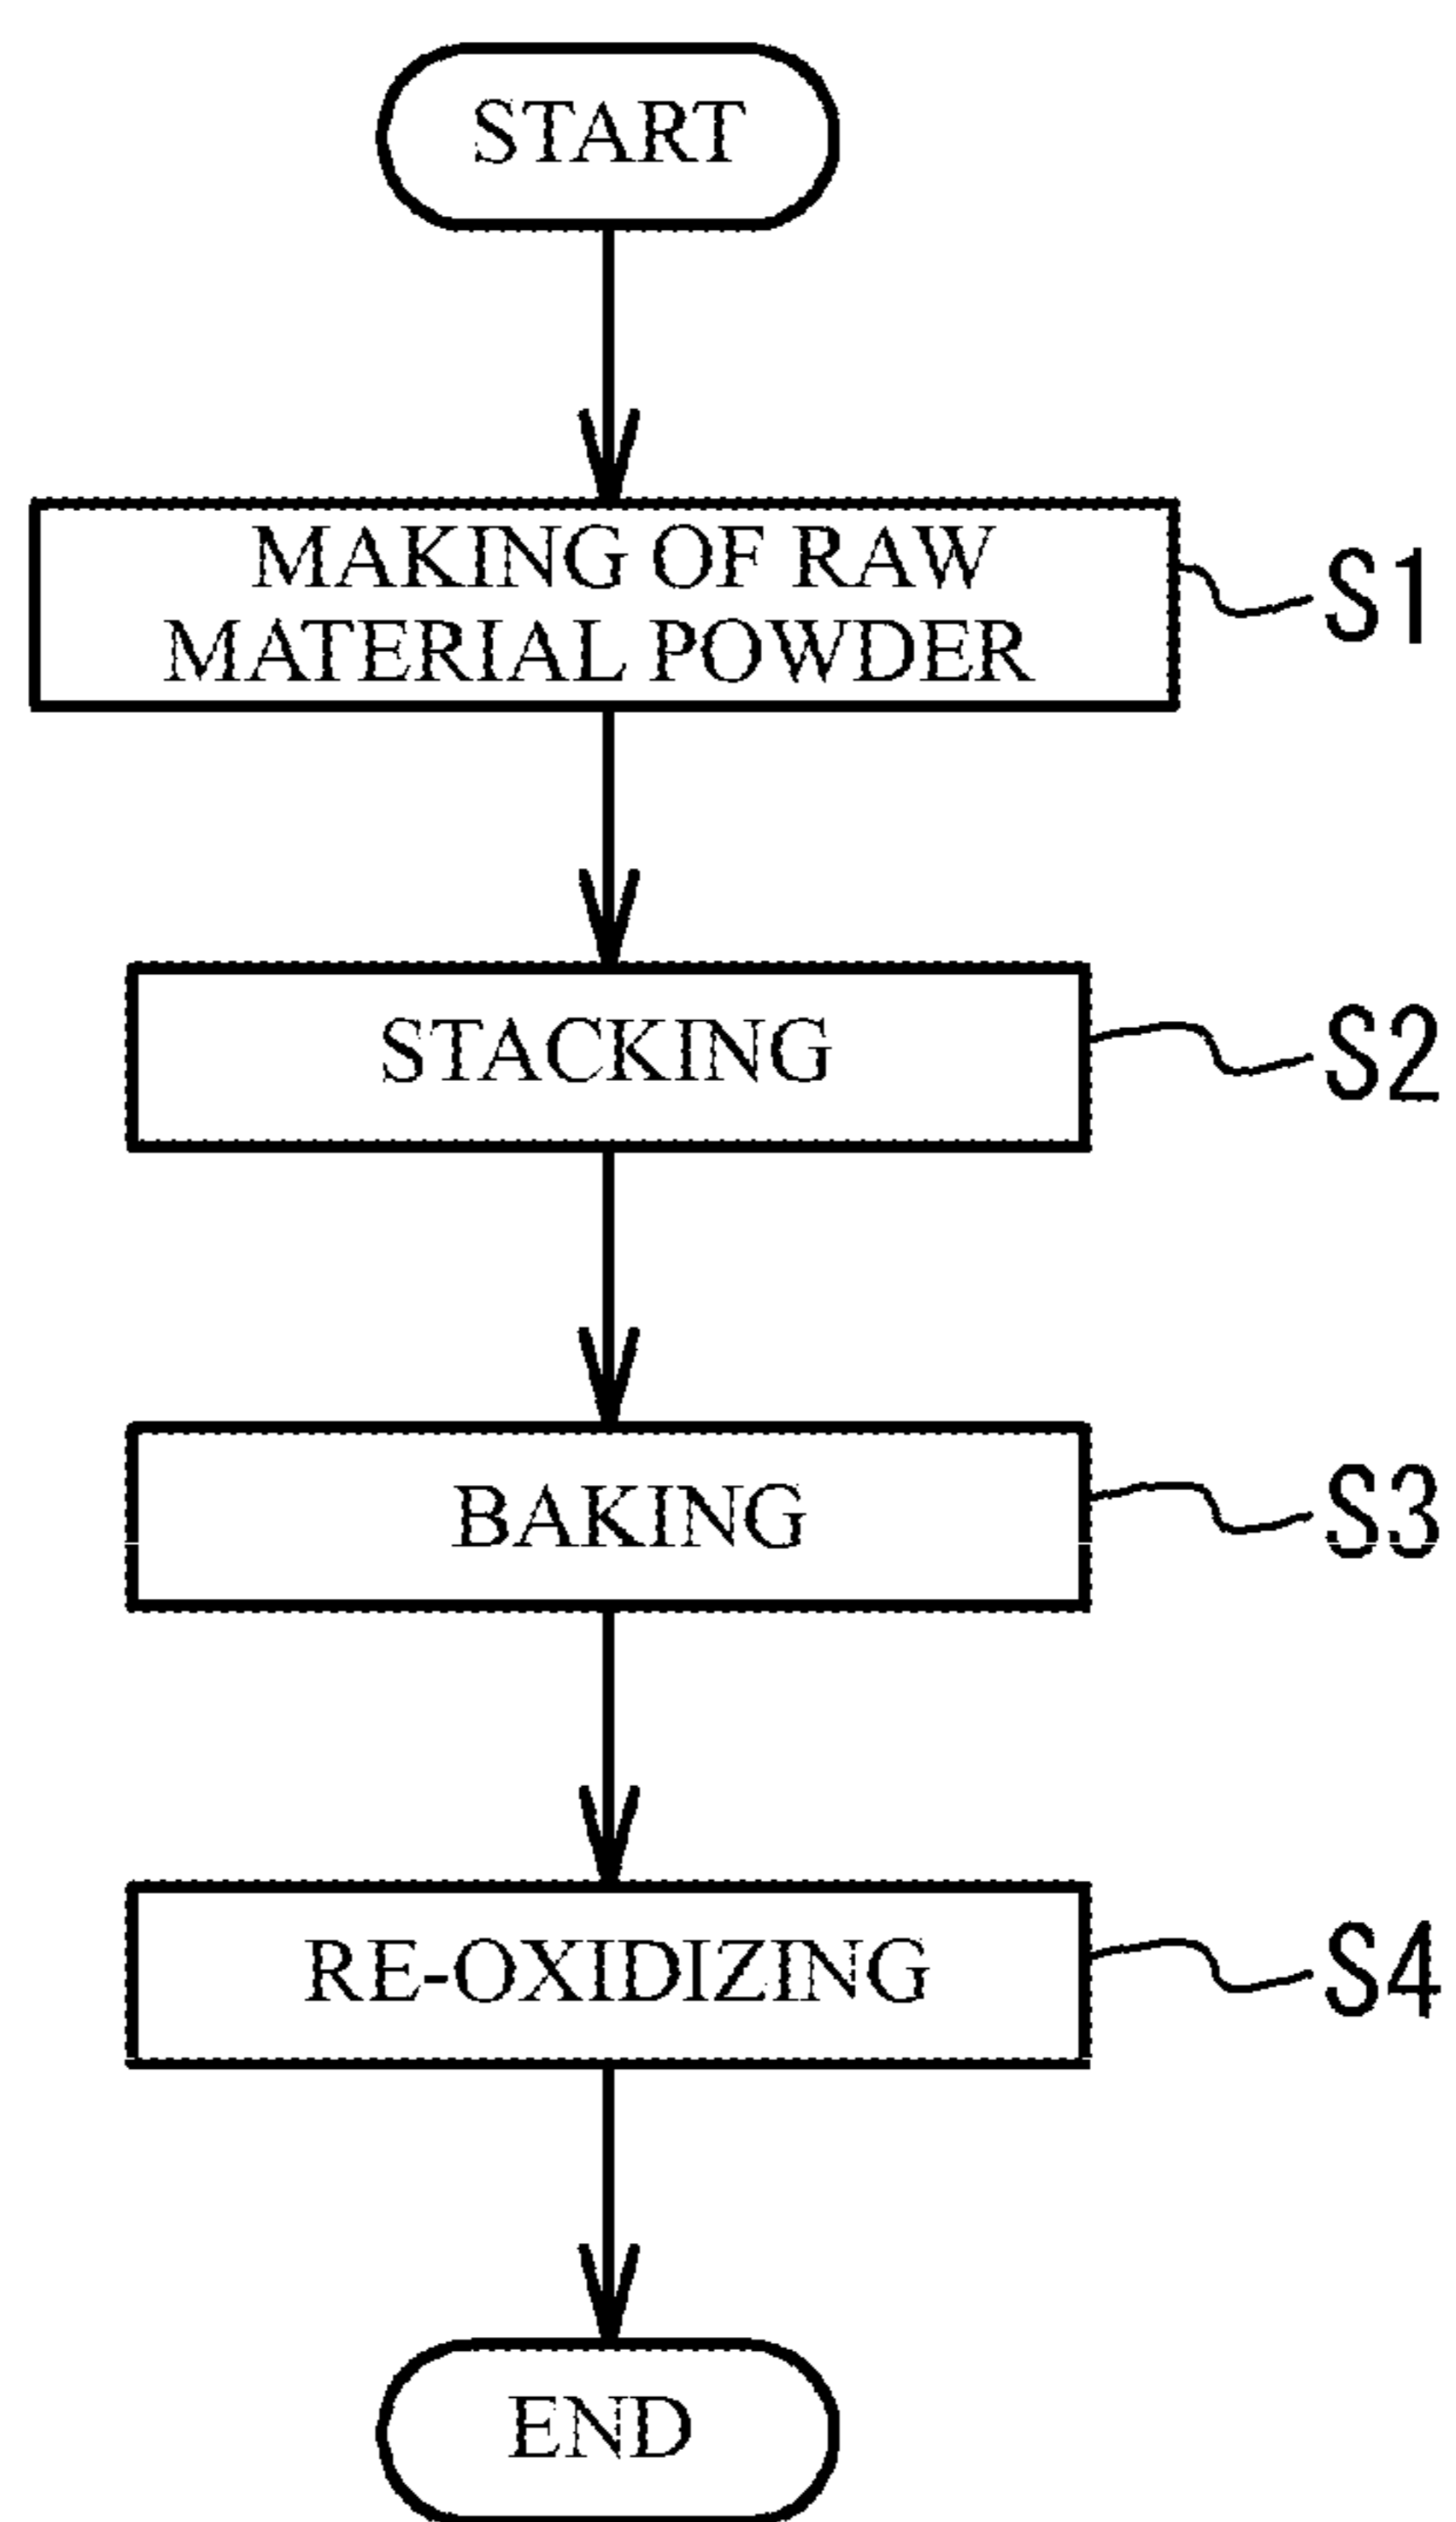 START
MAKING OF RAW
MATERIAL POWDER
S1
STACKING
S2
BAKING
S3
RE-OXIDIZING
S4
END